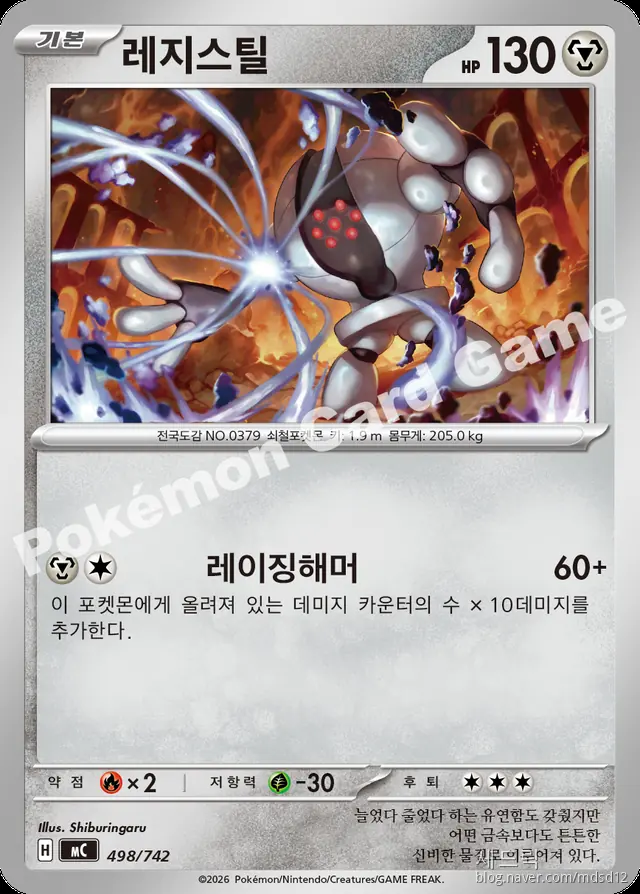 기본
레지스틸
HP 130
전국도감 NO.0379 쇠철포켓몬 키: 1.9 m 몸무게: 205.0 kg
Pokémon Card Game
레이징해머 60+
이 포켓몬에게 올려져 있는 데미지 카운터의 수 ×10데미지를
추가한다.
약점 ×2 저항력 -30 후퇴
Illus. Shiburingaru
H MC 498/742
늘었다 줄었다 하는 유연함도 갖췄지만
어떤 금속보다도 튼튼한
신비한 물질로 이루어져 있다.
blog.naver.com/mdsd12
©2026 Pokémon/Nintendo/Creatures/GAME FREAK.